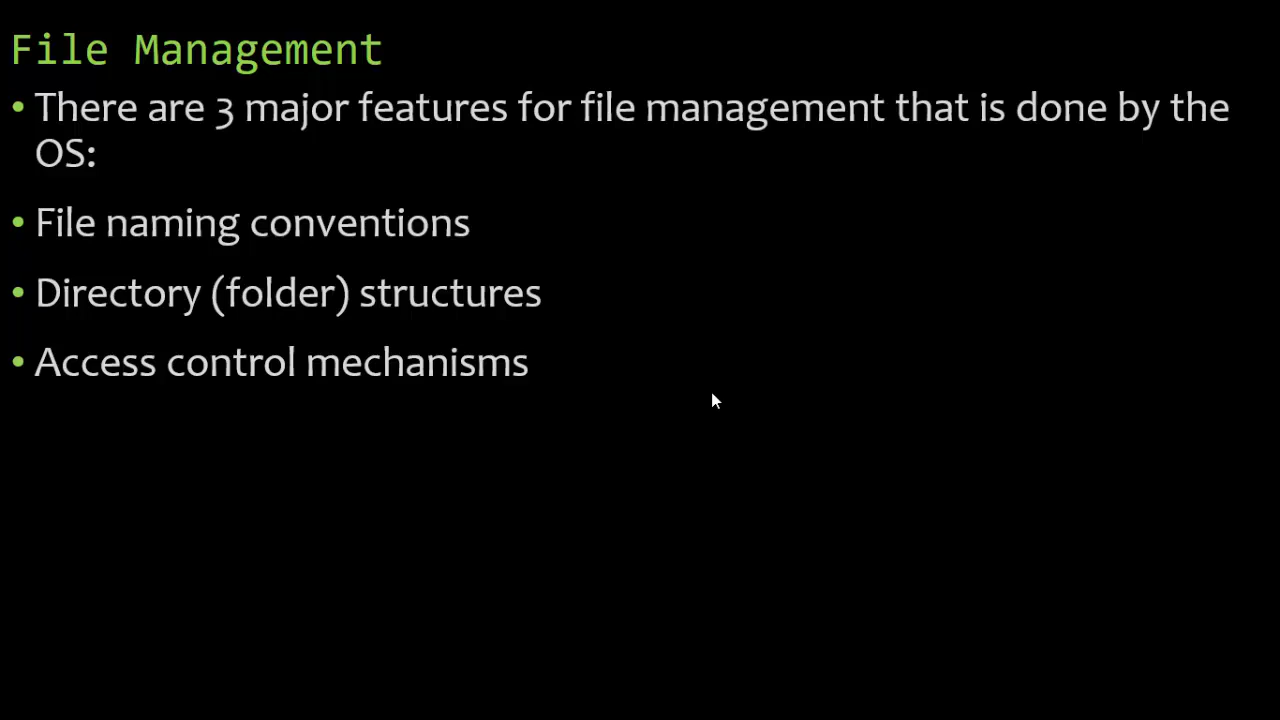 File Management
• There are 3 major features for file management that is done by the
OS:
• File naming conventions
• Directory (folder) structures
• Access control mechanisms